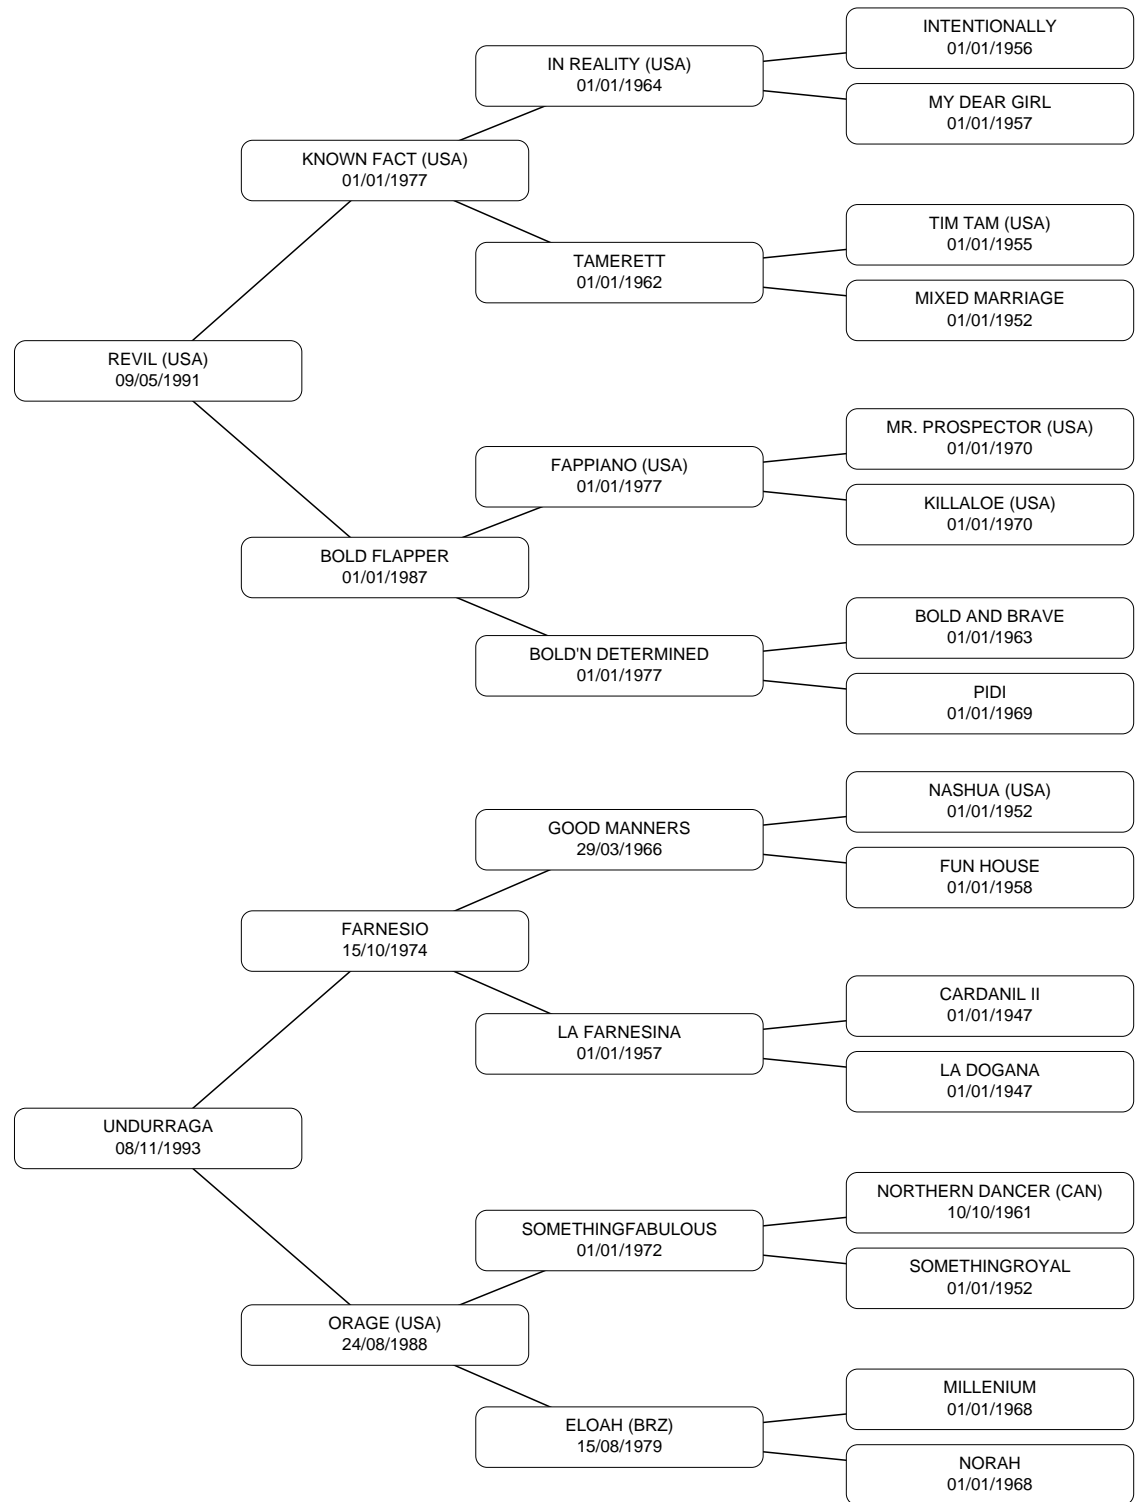 INTENTIONALLY
01/01/1956
IN REALITY (USA)
01/01/1964
MY DEAR GIRL
01/01/1957
KNOWN FACT (USA)
01/01/1977
TIM TAM (USA)
01/01/1955
TAMERETT
01/01/1962
MIXED MARRIAGE
01/01/1952
REVIL (USA)
09/05/1991
MR. PROSPECTOR (USA)
01/01/1970
FAPPIANO (USA)
01/01/1977
KILLALOE (USA)
01/01/1970
BOLD FLAPPER
01/01/1987
BOLD AND BRAVE
01/01/1963
BOLD'N DETERMINED
01/01/1977
PIDI
01/01/1969
NASHUA (USA)
01/01/1952
GOOD MANNERS
29/03/1966
FUN HOUSE
01/01/1958
FARNESIO
15/10/1974
CARDANIL II
01/01/1947
LA FARNESINA
01/01/1957
LA DOGANA
01/01/1947
UNDURRAGA
08/11/1993
NORTHERN DANCER (CAN)
10/10/1961
SOMETHINGFABULOUS
01/01/1972
SOMETHINGROYAL
01/01/1952
ORAGE (USA)
24/08/1988
MILLENIUM
01/01/1968
ELOAH (BRZ)
15/08/1979
NORAH
01/01/1968